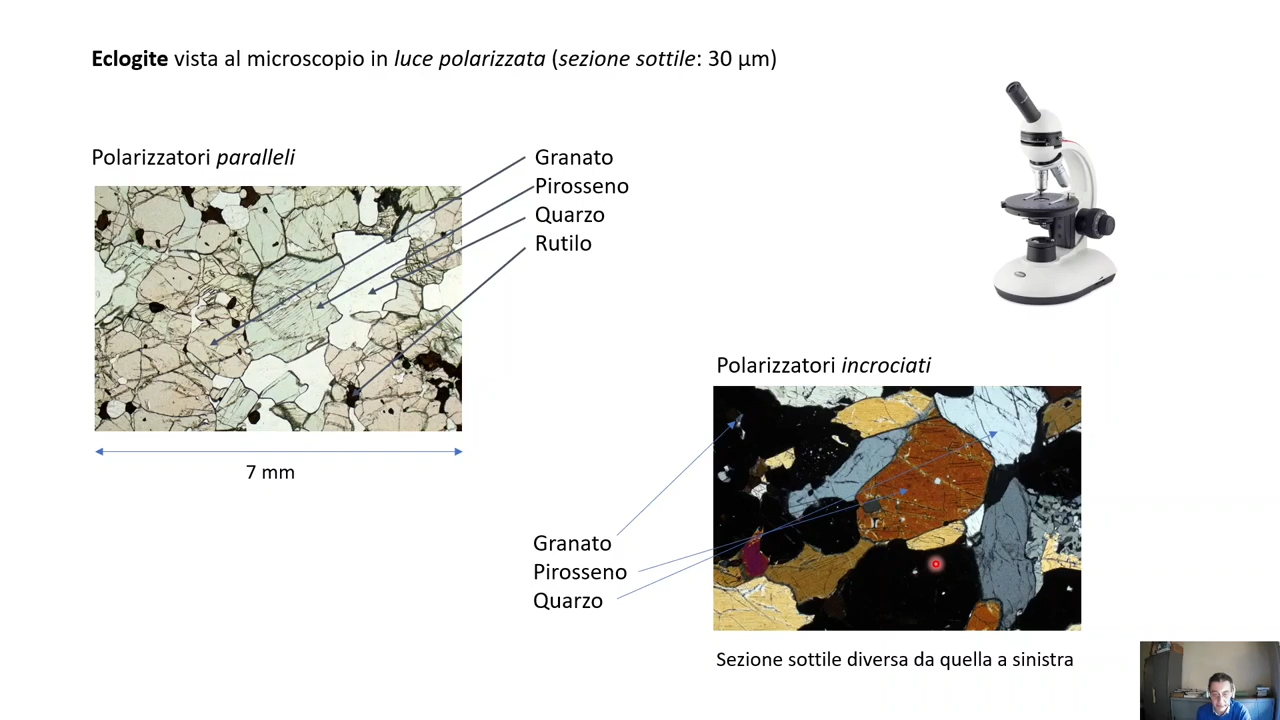 Eclogite vista al microscopio in luce polarizzata (sezione sottile: 30 µm)
Polarizzatori paralleli
Granato
Pirosseno
Quarzo
Rutilo
7 mm
Polarizzatori incrociati
Granato
Pirosseno
Quarzo
Sezione sottile diversa da quella a sinistra